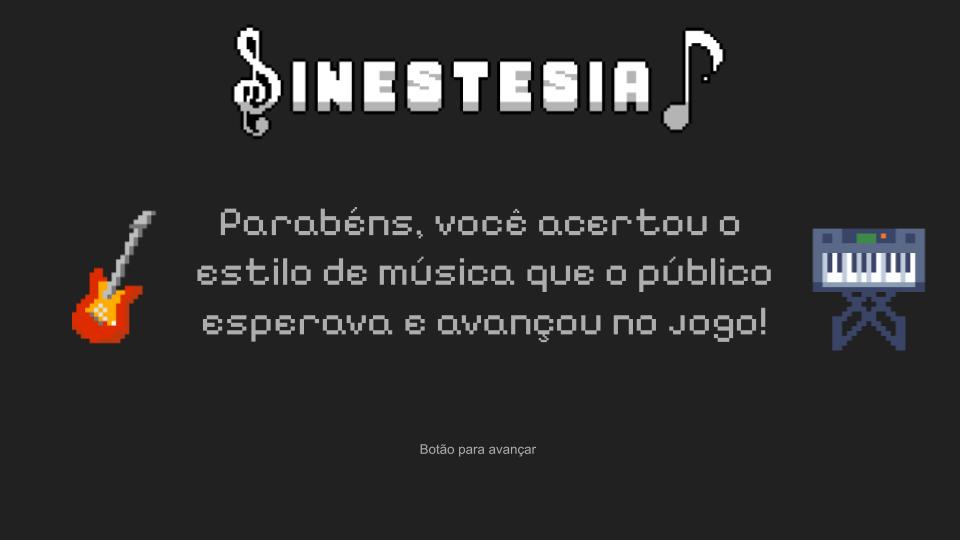 SINESTESIA
Parabéns, você acertou o
estilo de música que o público
esperava e avançou no jogo!
Botão para avançar